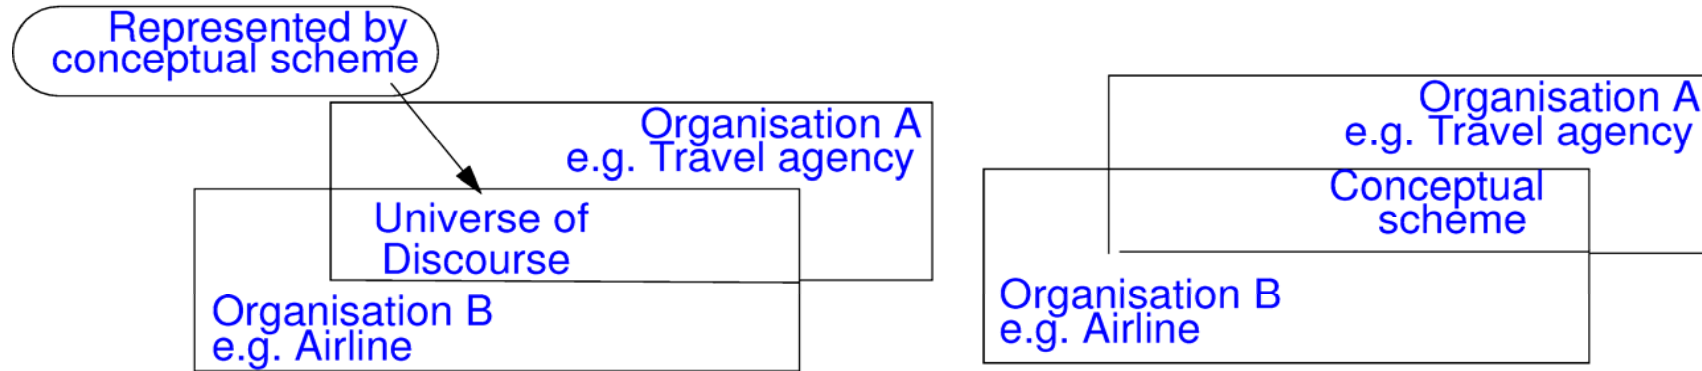 Represented by
conceptual scheme
Organisation A
e.g. Travel agency
Universe of
Discourse
Organisation B
e.g. Airline
Organisation A
e.g. Travel agency
Conceptual
scheme
Organisation B
e.g. Airline